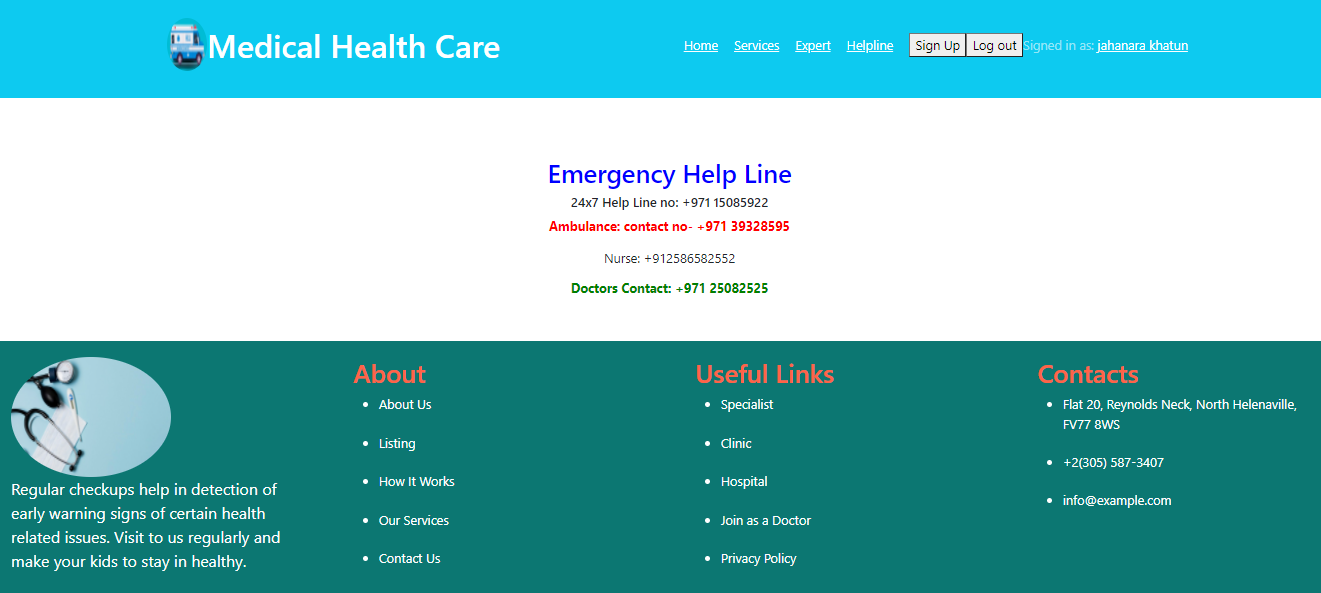 Medical Health Care
Home Services Expert Helpline Sign Up Log out Signed in as: jahanara khatun
Emergency Help Line
24x7 Help Line no: +971 15085922
Ambulance: contact no- +971 39328595
Nurse: +912586582552
Doctors Contact: +971 25082525
Regular checkups help in detection of
early warning signs of certain health
related issues. Visit to us regularly and
make your kids to stay in healthy.
About
About Us
Listing
How It Works
Our Services
Contact Us
Useful Links
Specialist
Clinic
Hospital
Join as a Doctor
Privacy Policy
Contacts
Flat 20, Reynolds Neck, North Helenaville,
FV77 8WS
+2(305) 587-3407
info@example.com